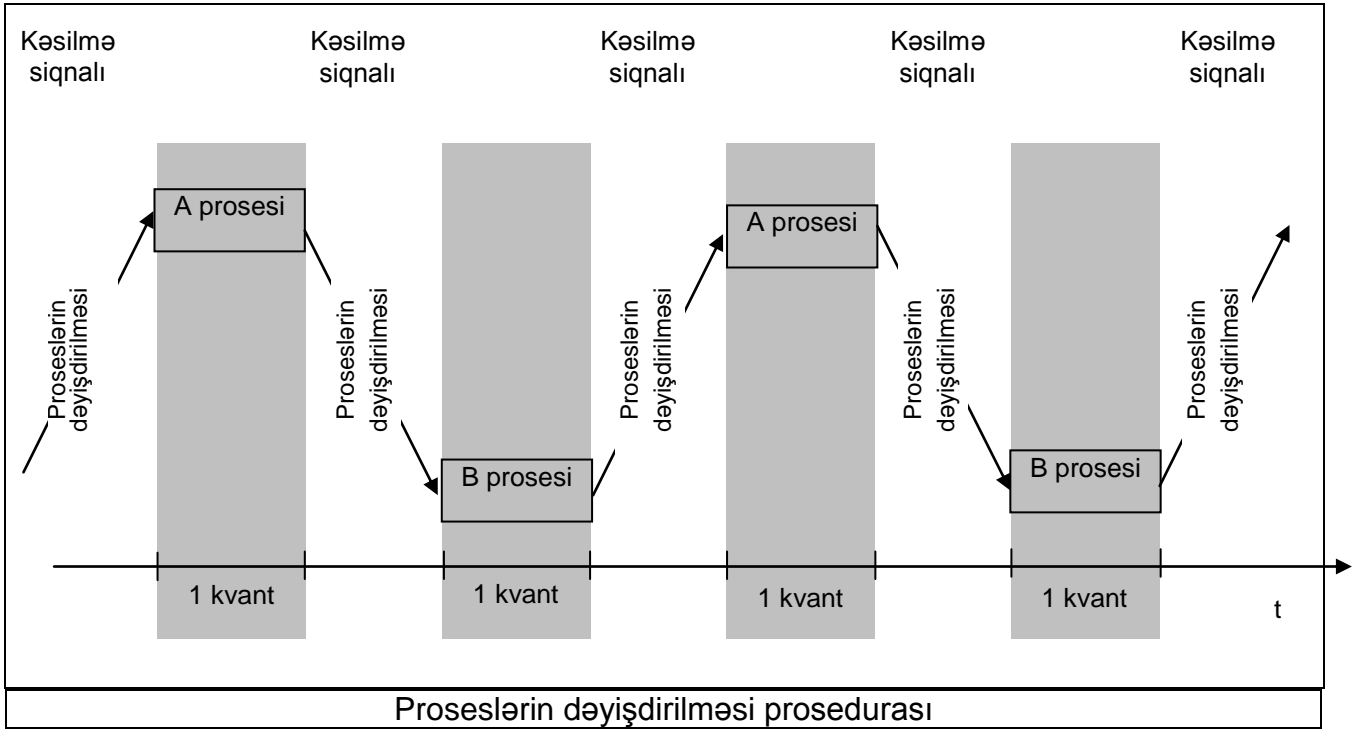 Kəsilmə
siqnalı
Kəsilmə
siqnalı
Kəsilmə
siqnalı
Kəsilmə
siqnalı
Kəsilmə
siqnalı
Proseslərin
dəyişdirilməsi
A prosesi
Proseslərin
dəyişdirilməsi
B prosesi
Proseslərin
dəyişdirilməsi
A prosesi
Proseslərin
dəyişdirilməsi
B prosesi
Proseslərin
dəyişdirilməsi
1 kvant
1 kvant
1 kvant
1 kvant
t
Proseslərin dəyişdirilməsi prosedurası